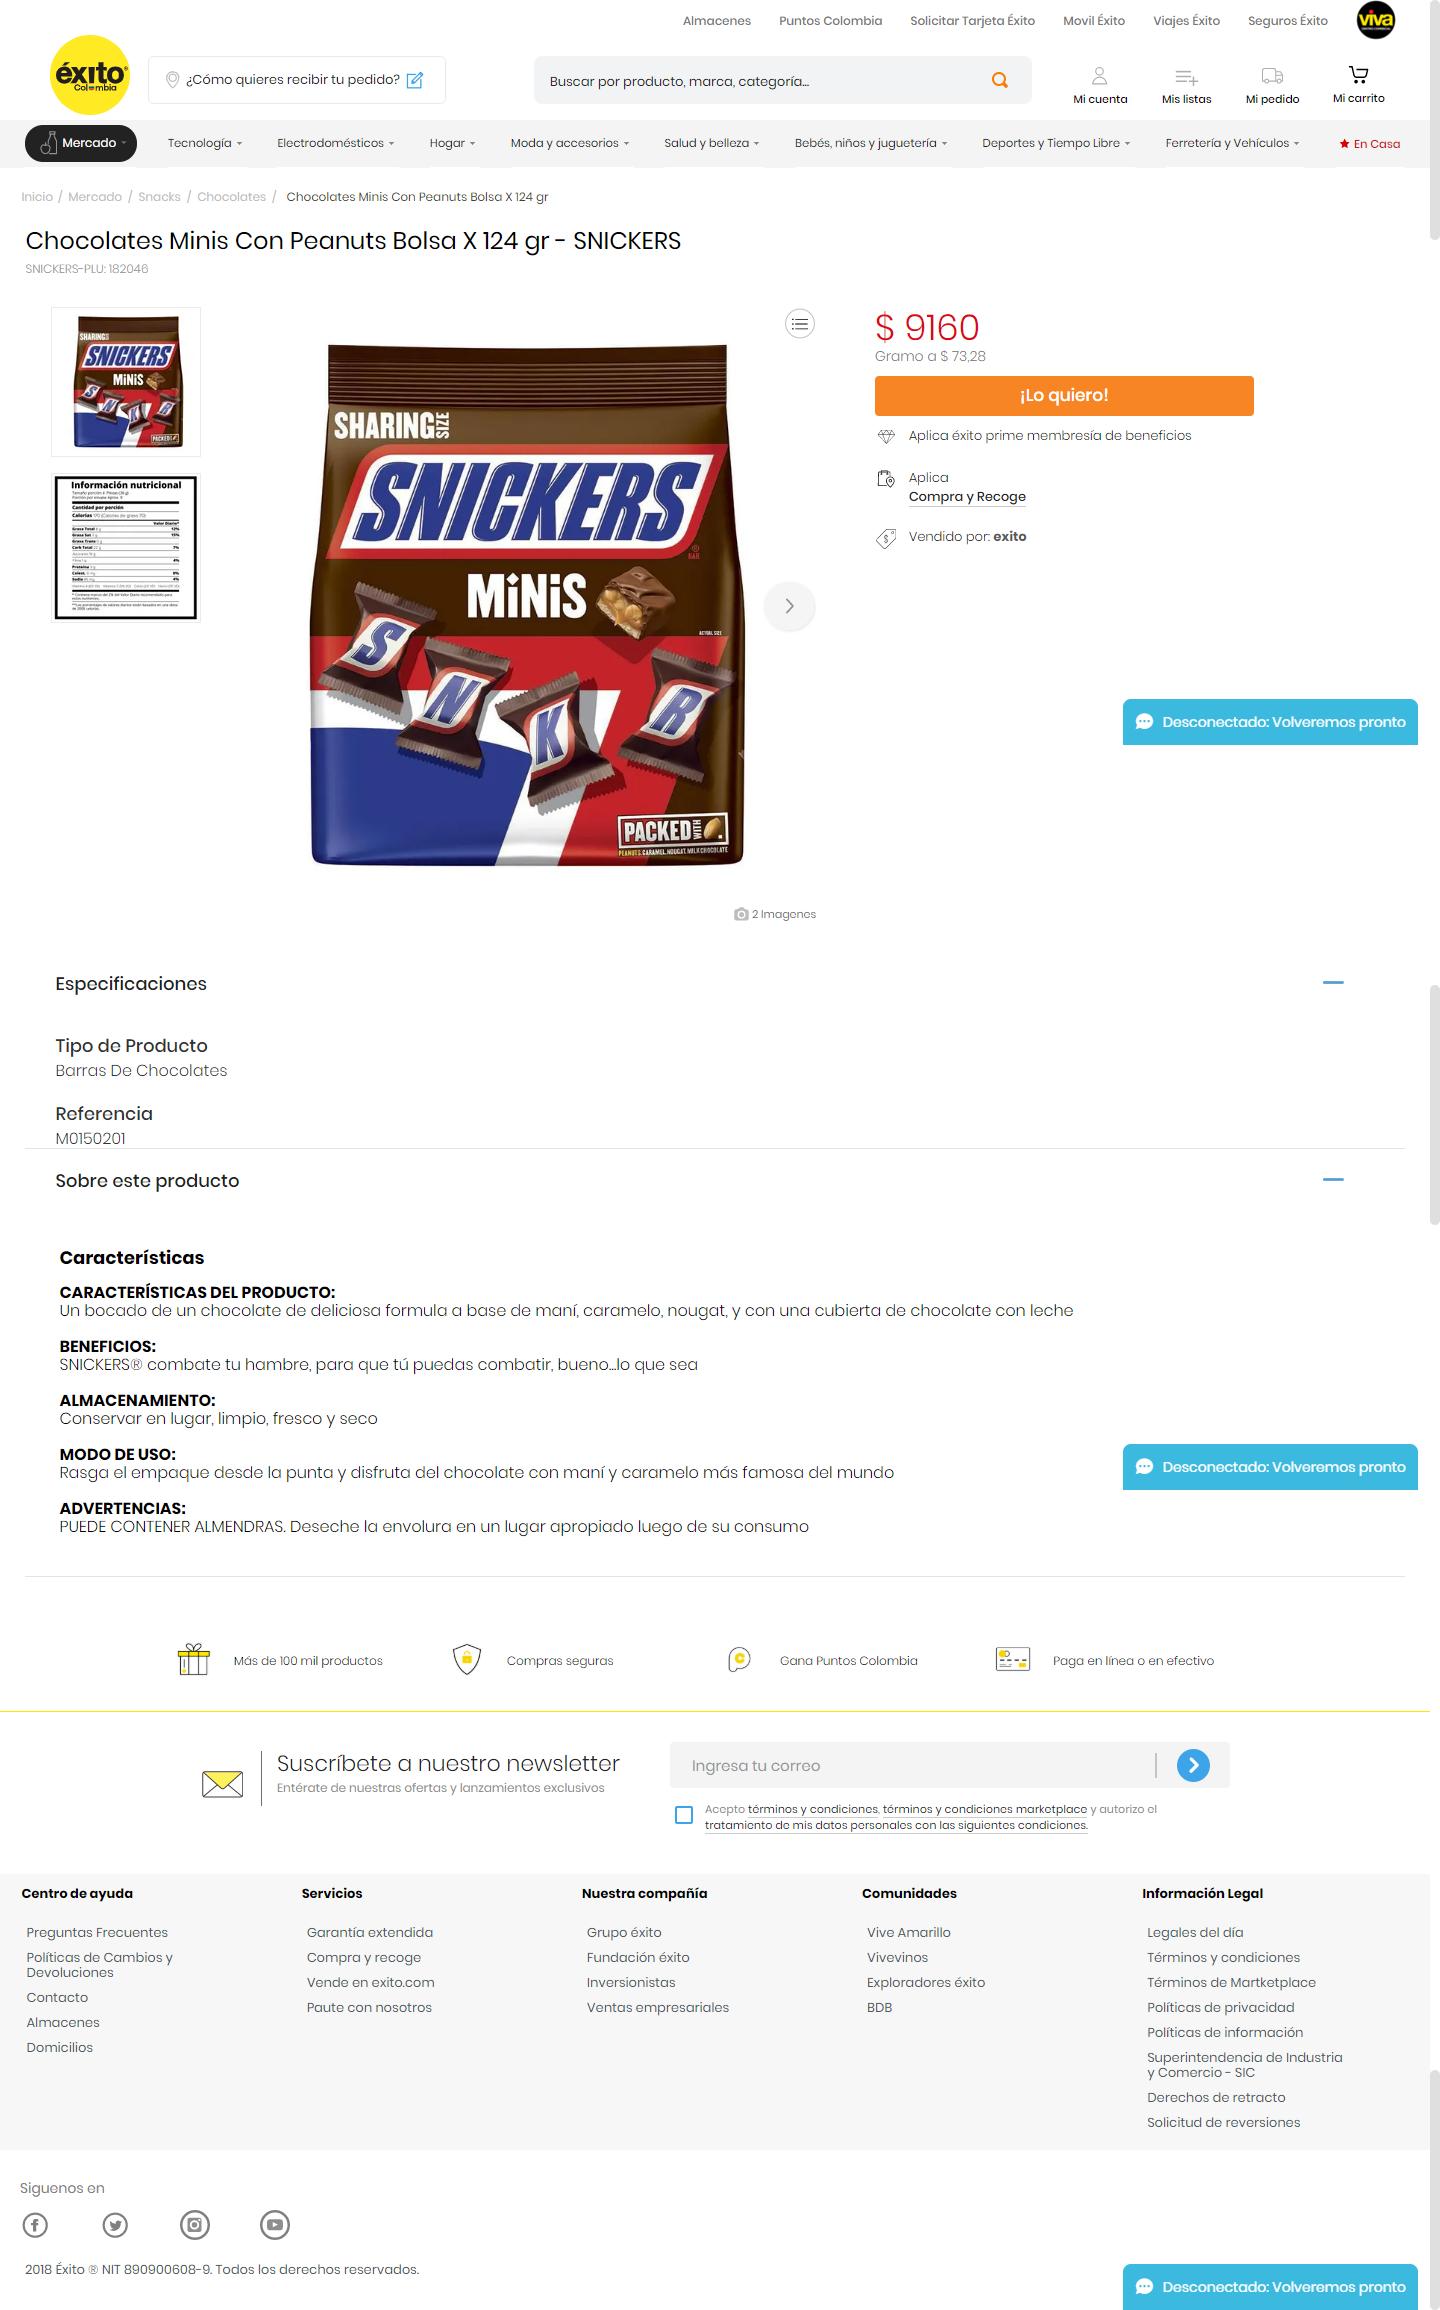 Almacenes Puntos Colombia Solicitar Tarjeta Éxito Movil Éxito Viajes Éxito Seguros Éxito viva
éxito
Colombia
¿Cómo quieres recibir tu pedido?
Buscar por producto, marca, categoría...
Mi cuenta Mis listas Mi pedido Mi carrito
Mercado Tecnología Electrodomésticos Hogar Moda y accesorios Salud y belleza Bebés, niños y juguetería Deportes y Tiempo Libre Ferretería y Vehículos En Casa
Inicio / Mercado / Snacks / Chocolates / Chocolates Minis Con Peanuts Bolsa X 124 gr
Chocolates Minis Con Peanuts Bolsa X 124 gr - SNICKERS
SNICKERS-PLU: 182046
SHARING SIZE
SNICKERS
MiNiS
S N K R
PACKED WITH
Información nutricional
Cantidad por porción
SHARING SIZE
SNICKERS
BAR
MiNiS
ACTUAL SIZE
S
N
K
R
PACKED WITH
PEANUTS, CARAMEL, NOUGAT, MILK CHOCOLATE
2 Imagenes
$ 9160
Gramo a $ 73,28
¡Lo quiero!
Aplica éxito prime membresía de beneficios
Aplica
Compra y Recoge
Vendido por: exito
Desconectado: Volveremos pronto
Especificaciones
Tipo de Producto
Barras De Chocolates
Referencia
M0150201
Sobre este producto
Características
CARACTERÍSTICAS DEL PRODUCTO:
Un bocado de un chocolate de deliciosa formula a base de maní, caramelo, nougat, y con una cubierta de chocolate con leche
BENEFICIOS:
SNICKERS® combate tu hambre, para que tú puedas combatir, bueno...lo que sea
ALMACENAMIENTO:
Conservar en lugar, limpio, fresco y seco
MODO DE USO:
Rasga el empaque desde la punta y disfruta del chocolate con maní y caramelo más famosa del mundo
Desconectado: Volveremos pronto
ADVERTENCIAS:
PUEDE CONTENER ALMENDRAS. Deseche la envolura en un lugar apropiado luego de su consumo
Más de 100 mil productos Compras seguras Gana Puntos Colombia Paga en línea o en efectivo
Suscríbete a nuestro newsletter
Entérate de nuestras ofertas y lanzamientos exclusivos
Ingresa tu correo
Acepto términos y condiciones, términos y condiciones marketplace y autorizo el
tratamiento de mis datos personales con las siguientes condiciones.
Centro de ayuda
Preguntas Frecuentes
Políticas de Cambios y
Devoluciones
Contacto
Almacenes
Domicilios
Servicios
Garantía extendida
Compra y recoge
Vende en exito.com
Paute con nosotros
Nuestra compañía
Grupo éxito
Fundación éxito
Inversionistas
Ventas empresariales
Comunidades
Vive Amarillo
Vivevinos
Exploradores éxito
BDB
Información Legal
Legales del día
Términos y condiciones
Términos de Martketplace
Políticas de privacidad
Políticas de información
Superintendencia de Industria
y Comercio - SIC
Derechos de retracto
Solicitud de reversiones
Siguenos en
2018 Éxito ® NIT 890900608-9. Todos los derechos reservados.
Desconectado: Volveremos pronto